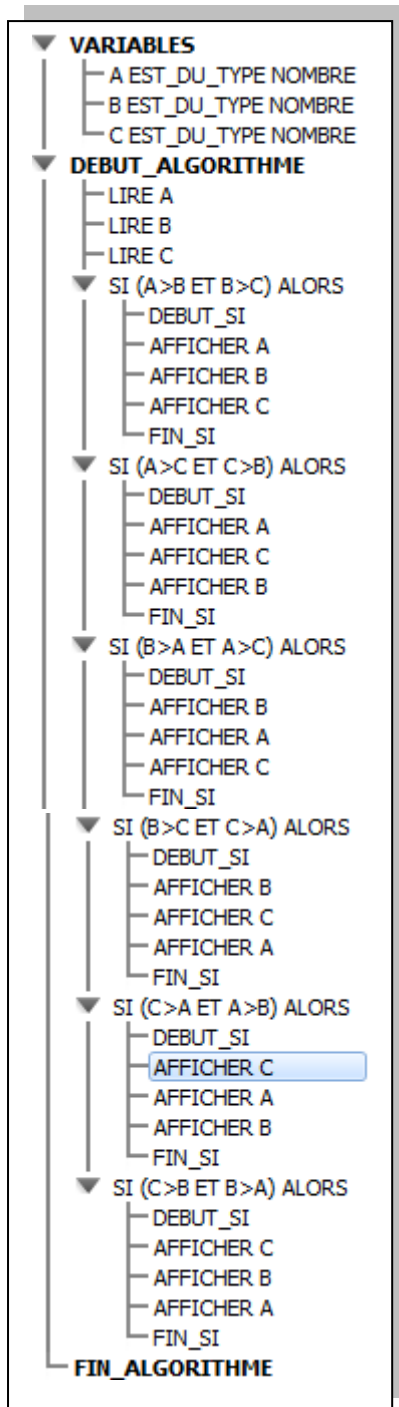 VARIABLES
A EST_DU_TYPE NOMBRE
B EST_DU_TYPE NOMBRE
C EST_DU_TYPE NOMBRE
DEBUT_ALGORITHME
LIRE A
LIRE B
LIRE C
SI (A>B ET B>C) ALORS
DEBUT_SI
AFFICHER A
AFFICHER B
AFFICHER C
FIN_SI
SI (A>C ET C>B) ALORS
DEBUT_SI
AFFICHER A
AFFICHER C
AFFICHER B
FIN_SI
SI (B>A ET A>C) ALORS
DEBUT_SI
AFFICHER B
AFFICHER A
AFFICHER C
FIN_SI
SI (B>C ET C>A) ALORS
DEBUT_SI
AFFICHER B
AFFICHER C
AFFICHER A
FIN_SI
SI (C>A ET A>B) ALORS
DEBUT_SI
AFFICHER C
AFFICHER A
AFFICHER B
FIN_SI
SI (C>B ET B>A) ALORS
DEBUT_SI
AFFICHER C
AFFICHER B
AFFICHER A
FIN_SI
FIN_ALGORITHME